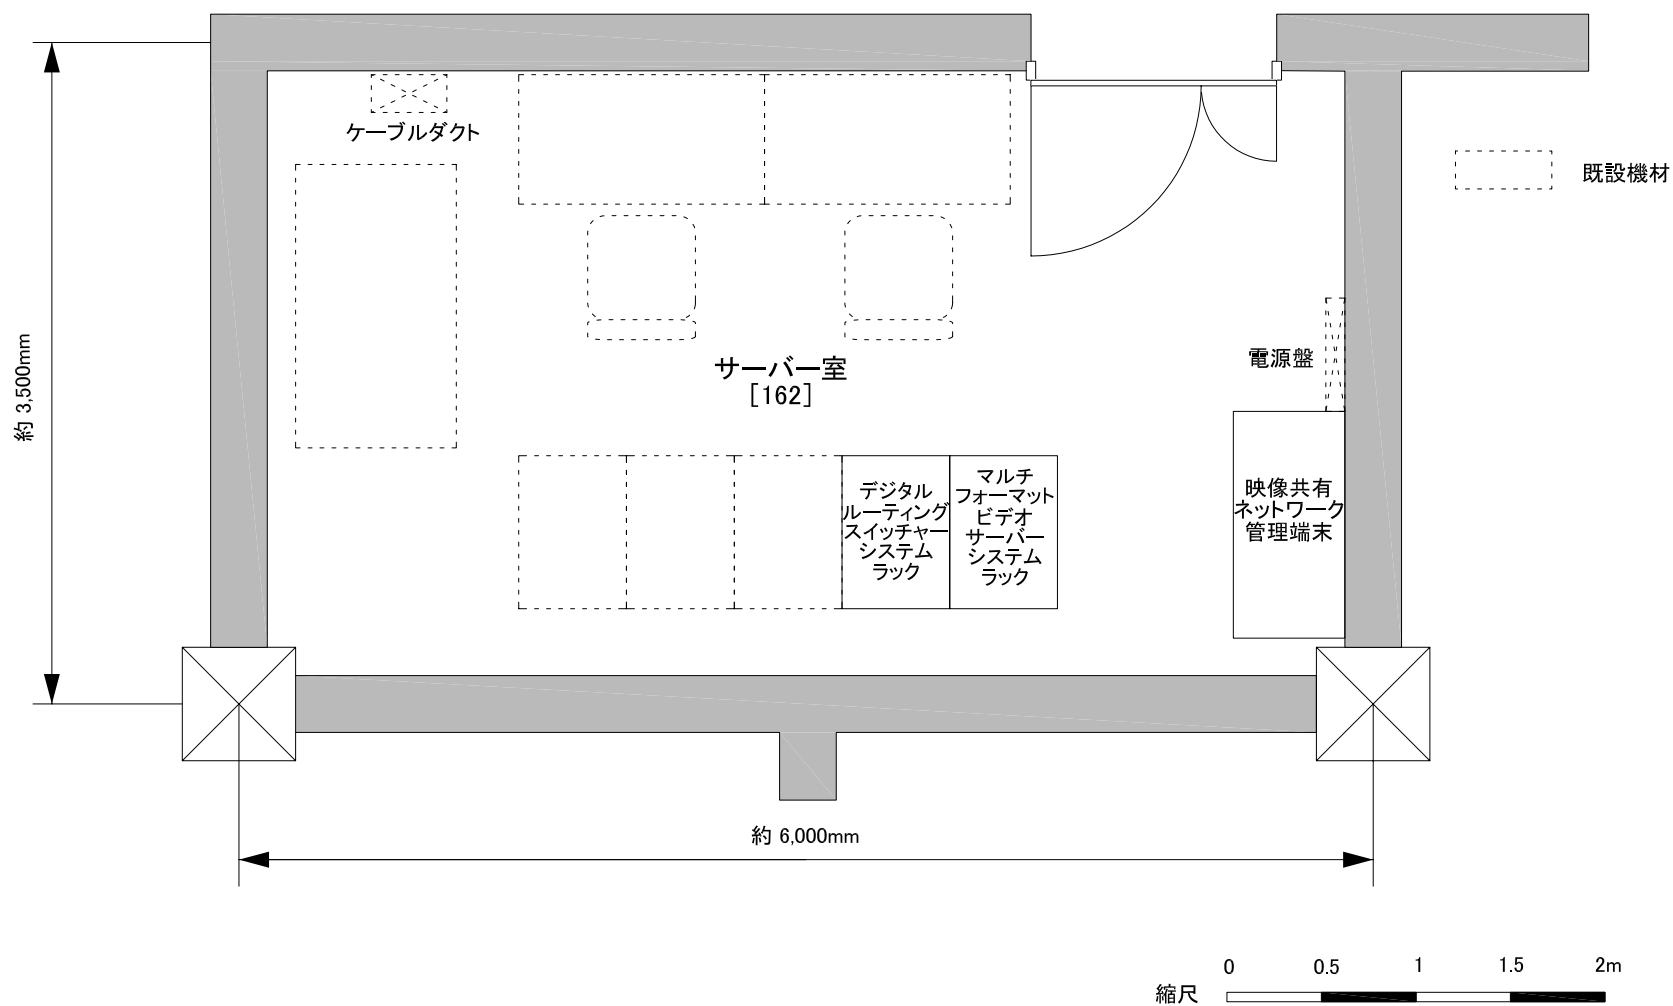 ケーブルダクト
既設機材
約 3,500mm
電源盤
サーバー室
[162]
デジタル
ルーティング
スイッチャー
システム
ラック
マルチ
フォーマット
ビデオ
サーバー
システム
ラック
映像共有
ネットワーク
管理端末
約 6,000mm
0 0.5 1 1.5 2m
縮尺